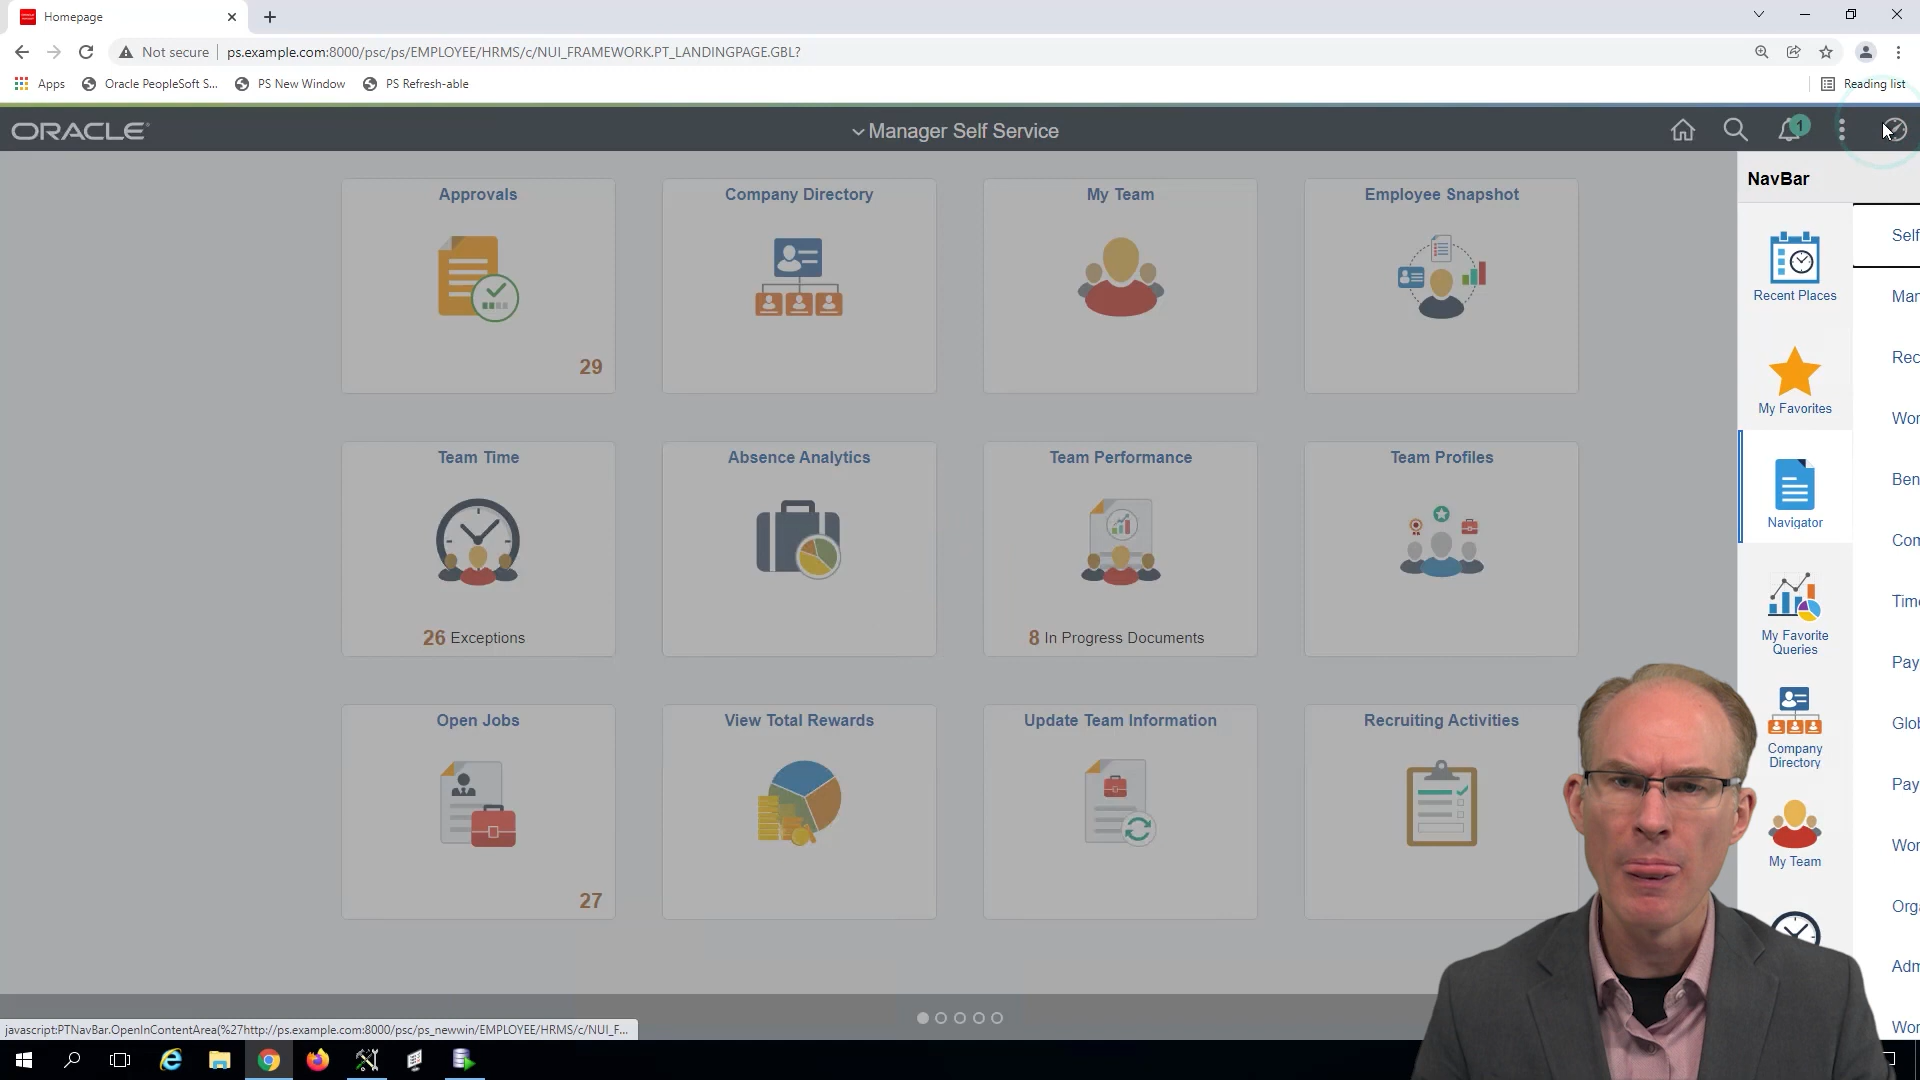 Homepage
Not secure
ps.example.com:8000/psc/ps/EMPLOYEE/HRMS/c/NUI_FRAMEWORK.PT_LANDINGPAGE.GBL?
Apps
Oracle PeopleSoft S...
PS New Window
PS Refresh-able
Reading list
ORACLE
Manager Self Service
1
NavBar
Approvals
29
Company Directory
My Team
Employee Snapshot
Team Time
26 Exceptions
Absence Analytics
Team Performance
8 In Progress Documents
Team Profiles
Open Jobs
27
View Total Rewards
Update Team Information
Recruiting Activities
Recent Places
My Favorites
Navigator
My Favorite
Queries
Company
Directory
My Team
Self
Mar
Rec
Wor
Ben
Com
Time
Pay
Glob
Pay
Wor
Orga
Adm
Wor
javascript:PTNavBar.OpenInContentArea(%27http://ps.example.com:8000/psc/ps_newwin/EMPLOYEE/HRMS/c/NUI_F...